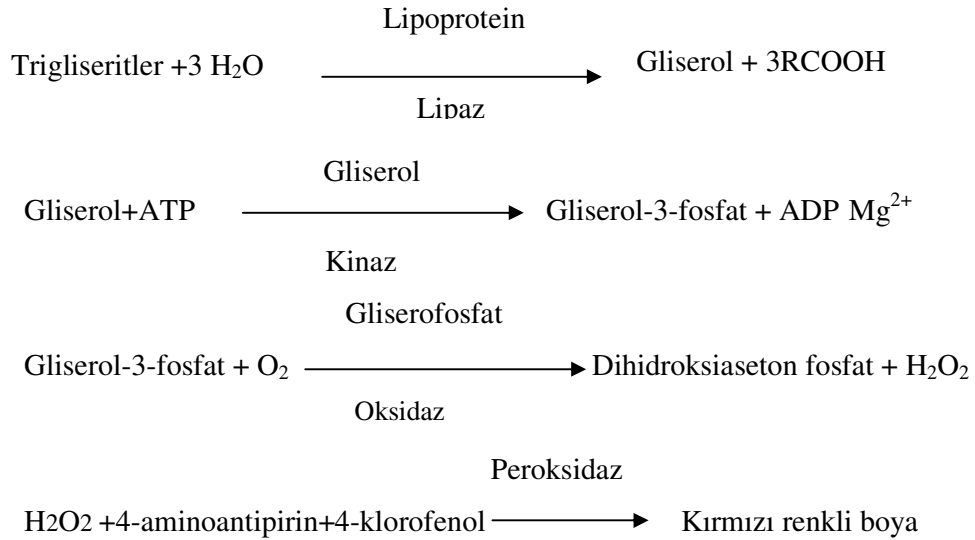 Lipoprotein
Trigliseritler +3 H₂O Gliserol + 3RCOOH
Lipaz
Gliserol
Gliserol+ATP Gliserol-3-fosfat + ADP Mg²⁺
Kinaz
Gliserofosfat
Gliserol-3-fosfat + O₂ Dihidroksiaseton fosfat + H₂O₂
Oksidaz
Peroksidaz
H2O2 +4-aminoantipirin+4-klorofenol Kırmızı renkli boya